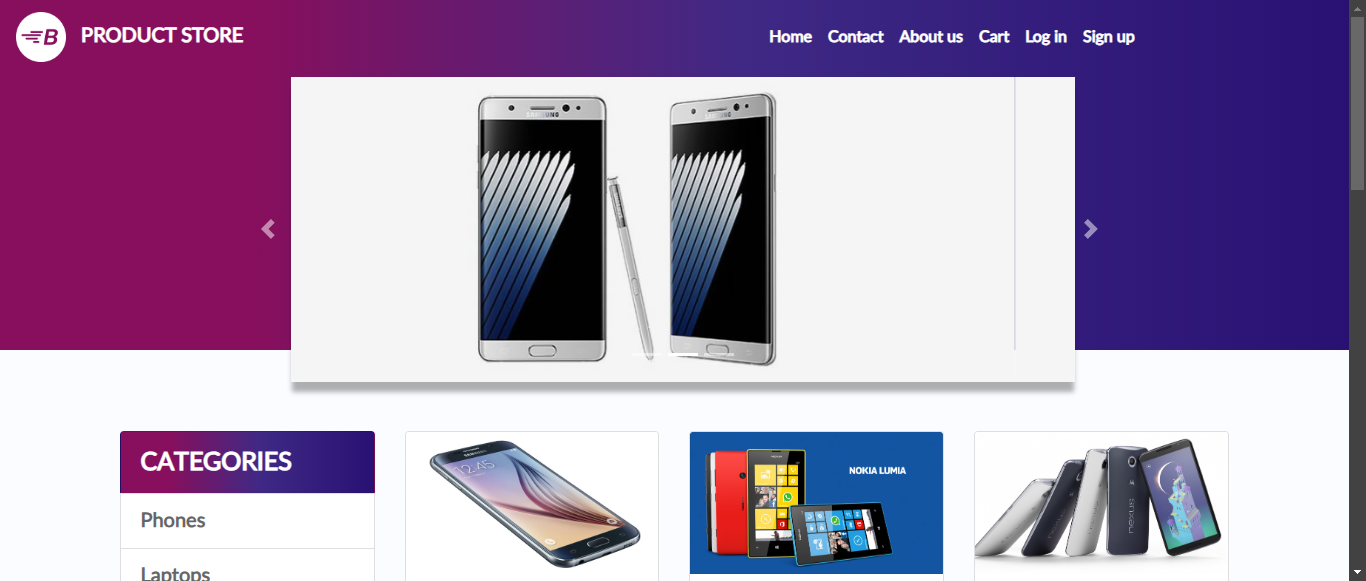 B PRODUCT STORE
Home Contact About us Cart Log in Sign up
SAMSUNG
SAMSUNG
CATEGORIES
Phones
Laptops
12:45
NOKIA LUMIA
nexus